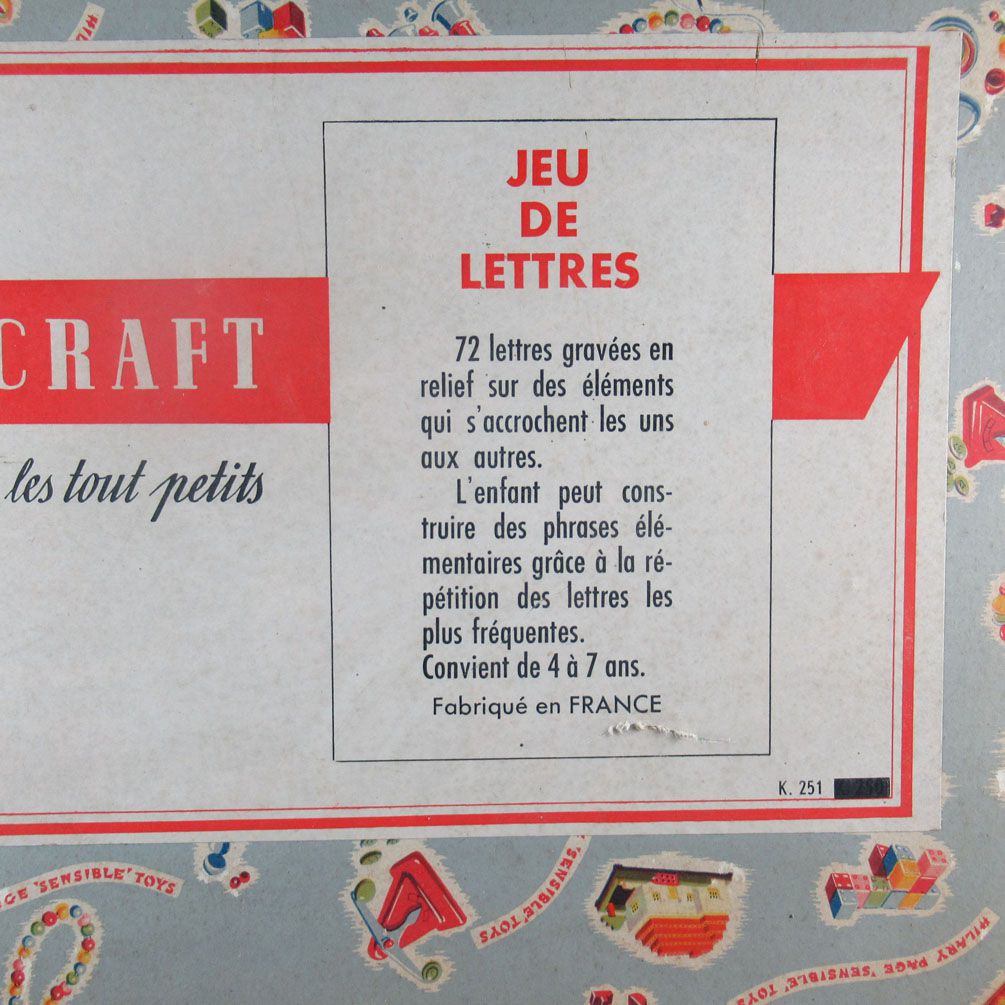 JEU
DE
LETTRES
CRAFT
les tout petits
72 lettres gravées en
relief sur des éléments
qui s'accrochent les uns
aux autres.
L'enfant peut cons-
truire des phrases élé-
mentaires grâce à la ré-
pétition des lettres les
plus fréquentes.
Convient de 4 à 7 ans.
Fabriqué en FRANCE
K. 251
GE 'SENSIBLE' TOYS
'SENSIBLE' TOYS
HILARY PAGE 'SENSIBLE' TOYS